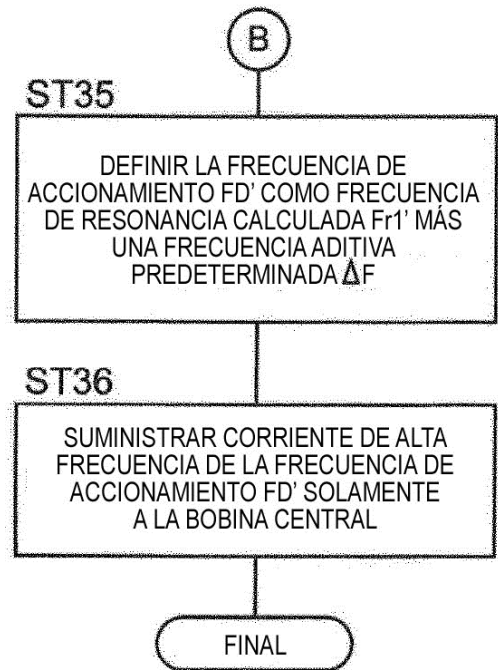 B
ST35
DEFINIR LA FRECUENCIA DE
ACCIONAMIENTO FD' COMO FRECUENCIA
DE RESONANCIA CALCULADA Fr1' MÁS
UNA FRECUENCIA ADITIVA
PREDETERMINADA ΔF
ST36
SUMINISTRAR CORRIENTE DE ALTA
FRECUENCIA DE LA FRECUENCIA DE
ACCIONAMIENTO FD' SOLAMENTE
A LA BOBINA CENTRAL
FINAL